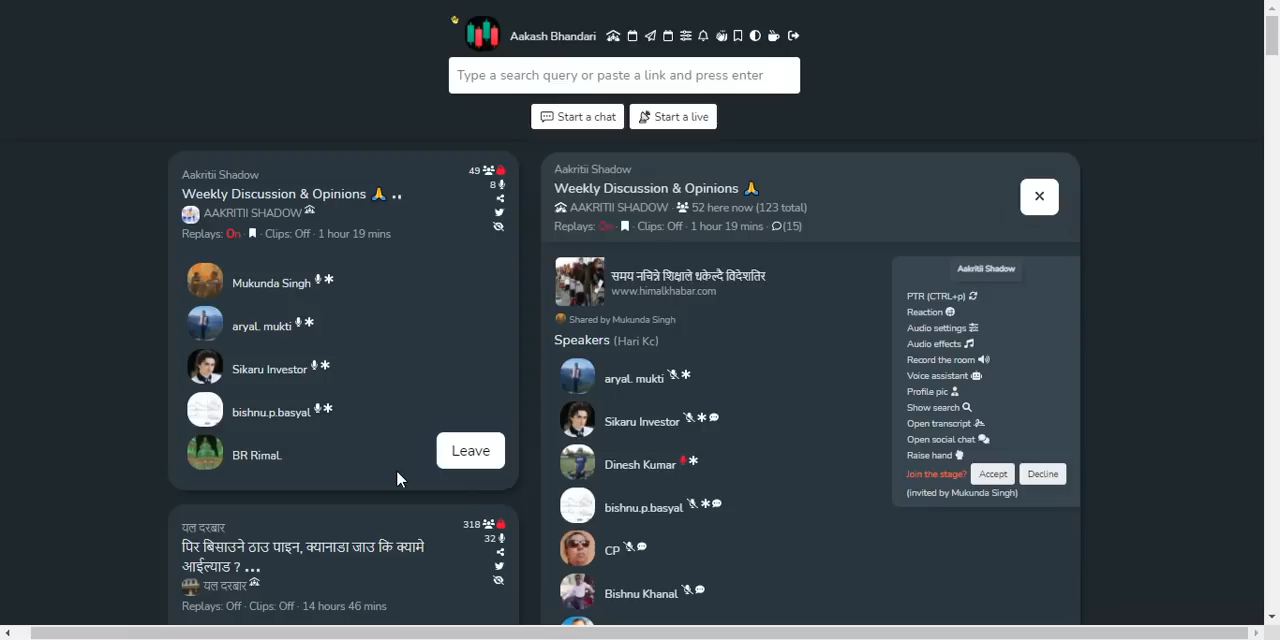 Aakash Bhandari
Type a search query or paste a link and press enter
Start a chat
Start a live
Aakritii Shadow
Weekly Discussion & Opinions 🙏 ..
AAKRITII SHADOW
Replays: On · Clips: Off · 1 hour 19 mins
49
8
Mukunda Singh
aryal. mukti
Sikaru Investor
bishnu.p.basyal
BR Rimal.
Leave
यल दरबार
पिर बिसाउने ठाउ पाइन, क्यानाडा जाउ कि क्यामे
आईल्याड ? ...
यल दरबार
Replays: Off · Clips: Off · 14 hours 46 mins
318
32
Aakritii Shadow
Weekly Discussion & Opinions 🙏
AAKRITII SHADOW · 52 here now (123 total)
Replays: On · Clips: Off · 1 hour 19 mins · (15)
×
समय नचित्रे शिक्षाले धकेल्दै विदेशतिर
www.himalkhabar.com
Shared by Mukunda Singh
Speakers (Hari Kc)
aryal. mukti
Sikaru Investor
Dinesh Kumar
bishnu.p.basyal
CP
Bishnu Khanal
Aakritii Shadow
PTR (CTRL+p)
Reaction
Audio settings
Audio effects
Record the room
Voice assistant
Profile pic
Show search
Open transcript
Open social chat
Raise hand
Join the stage? Accept Decline
(invited by Mukunda Singh)